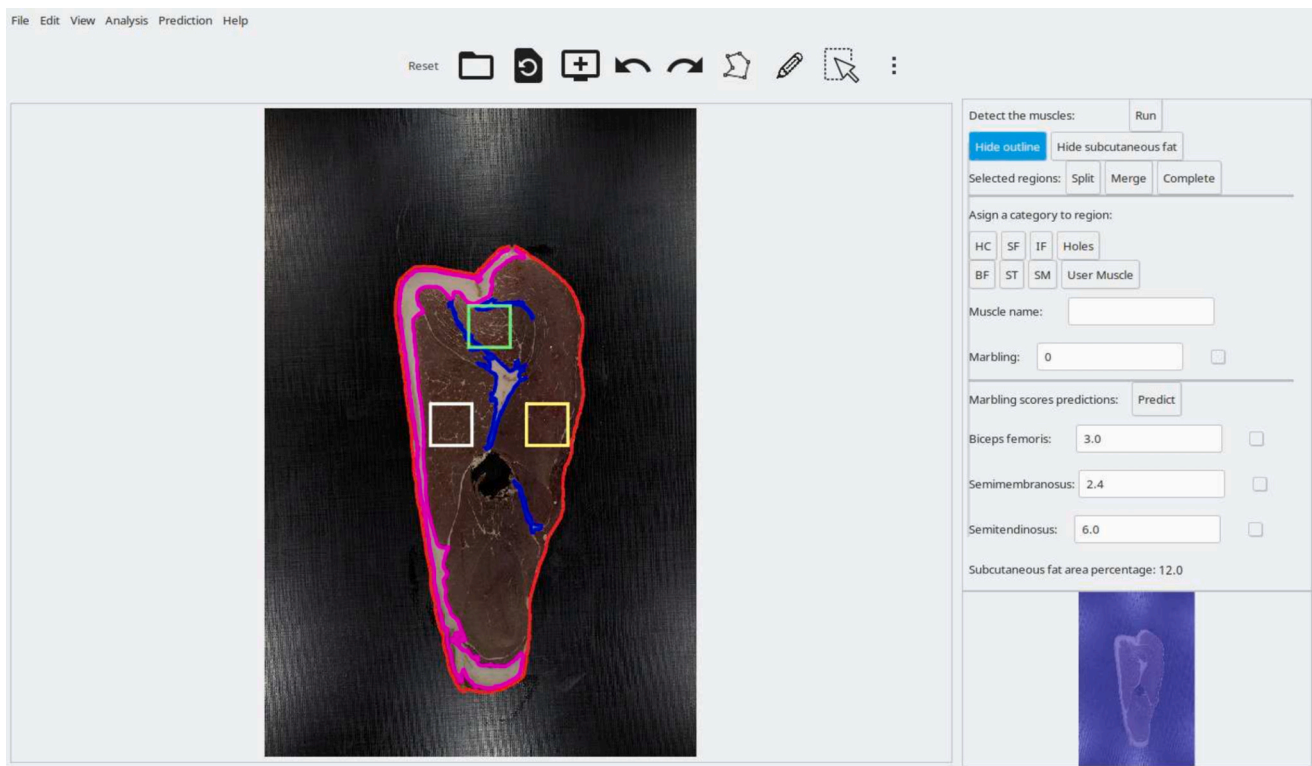 File Edit View Analysis Prediction Help
Reset
Detect the muscles: Run
Hide outline Hide subcutaneous fat
Selected regions: Split Merge Complete
Asign a category to region:
HC SF IF Holes
BF ST SM User Muscle
Muscle name:
Marbling: 0
Marbling scores predictions: Predict
Biceps femoris: 3.0
Semimembranosus: 2.4
Semitendinosus: 6.0
Subcutaneous fat area percentage: 12.0